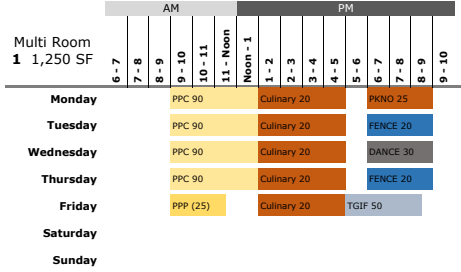 AM PM
Multi Room
1 1,250 SF
6 - 7 7 - 8 8 - 9 9 - 10 10 - 11 11 - Noon Noon - 1 1 - 2 2 - 3 3 - 4 4 - 5 5 - 6 6 - 7 7 - 8 8 - 9 9 - 10
Monday PPC 90 Culinary 20 PKNO 25
Tuesday PPC 90 Culinary 20 FENCE 20
Wednesday PPC 90 Culinary 20 DANCE 30
Thursday PPC 90 Culinary 20 FENCE 20
Friday PPP (25) Culinary 20 TGIF 50
Saturday
Sunday